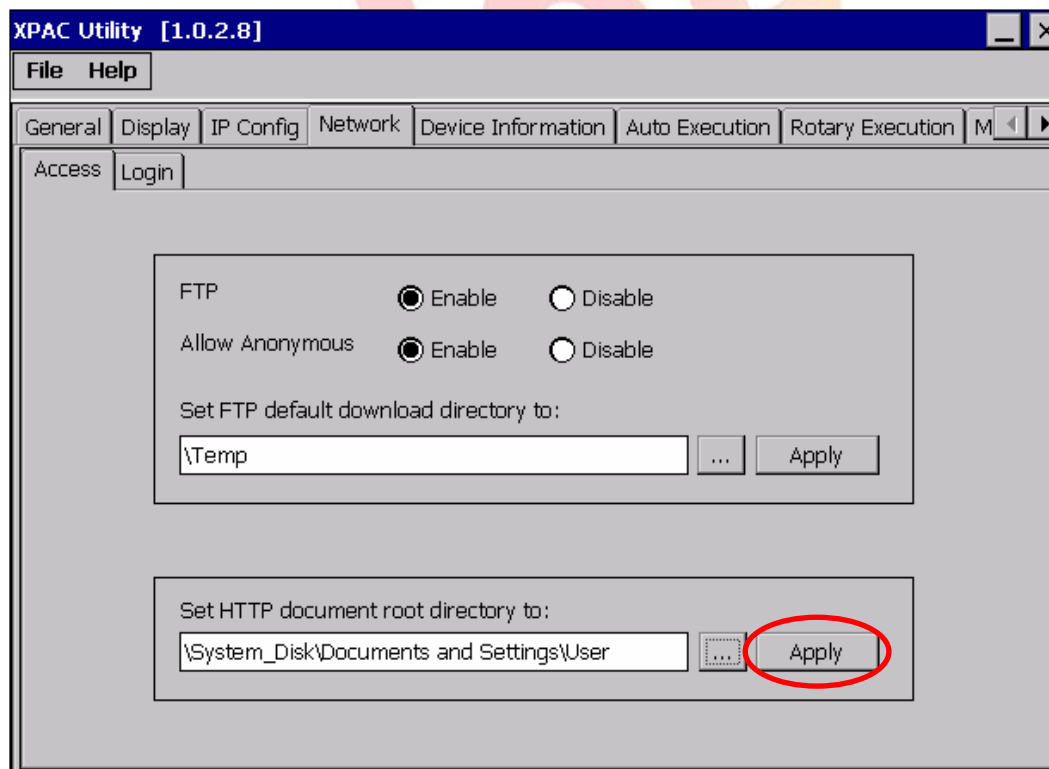 XPAC Utility [1.0.2.8]
File Help
General Display IP Config Network Device Information Auto Execution Rotary Execution M
Access Login
FTP Enable Disable
Allow Anonymous Enable Disable
Set FTP default download directory to:
\Temp ... Apply
Set HTTP document root directory to:
\System_Disk\Documents and Settings\User ... Apply